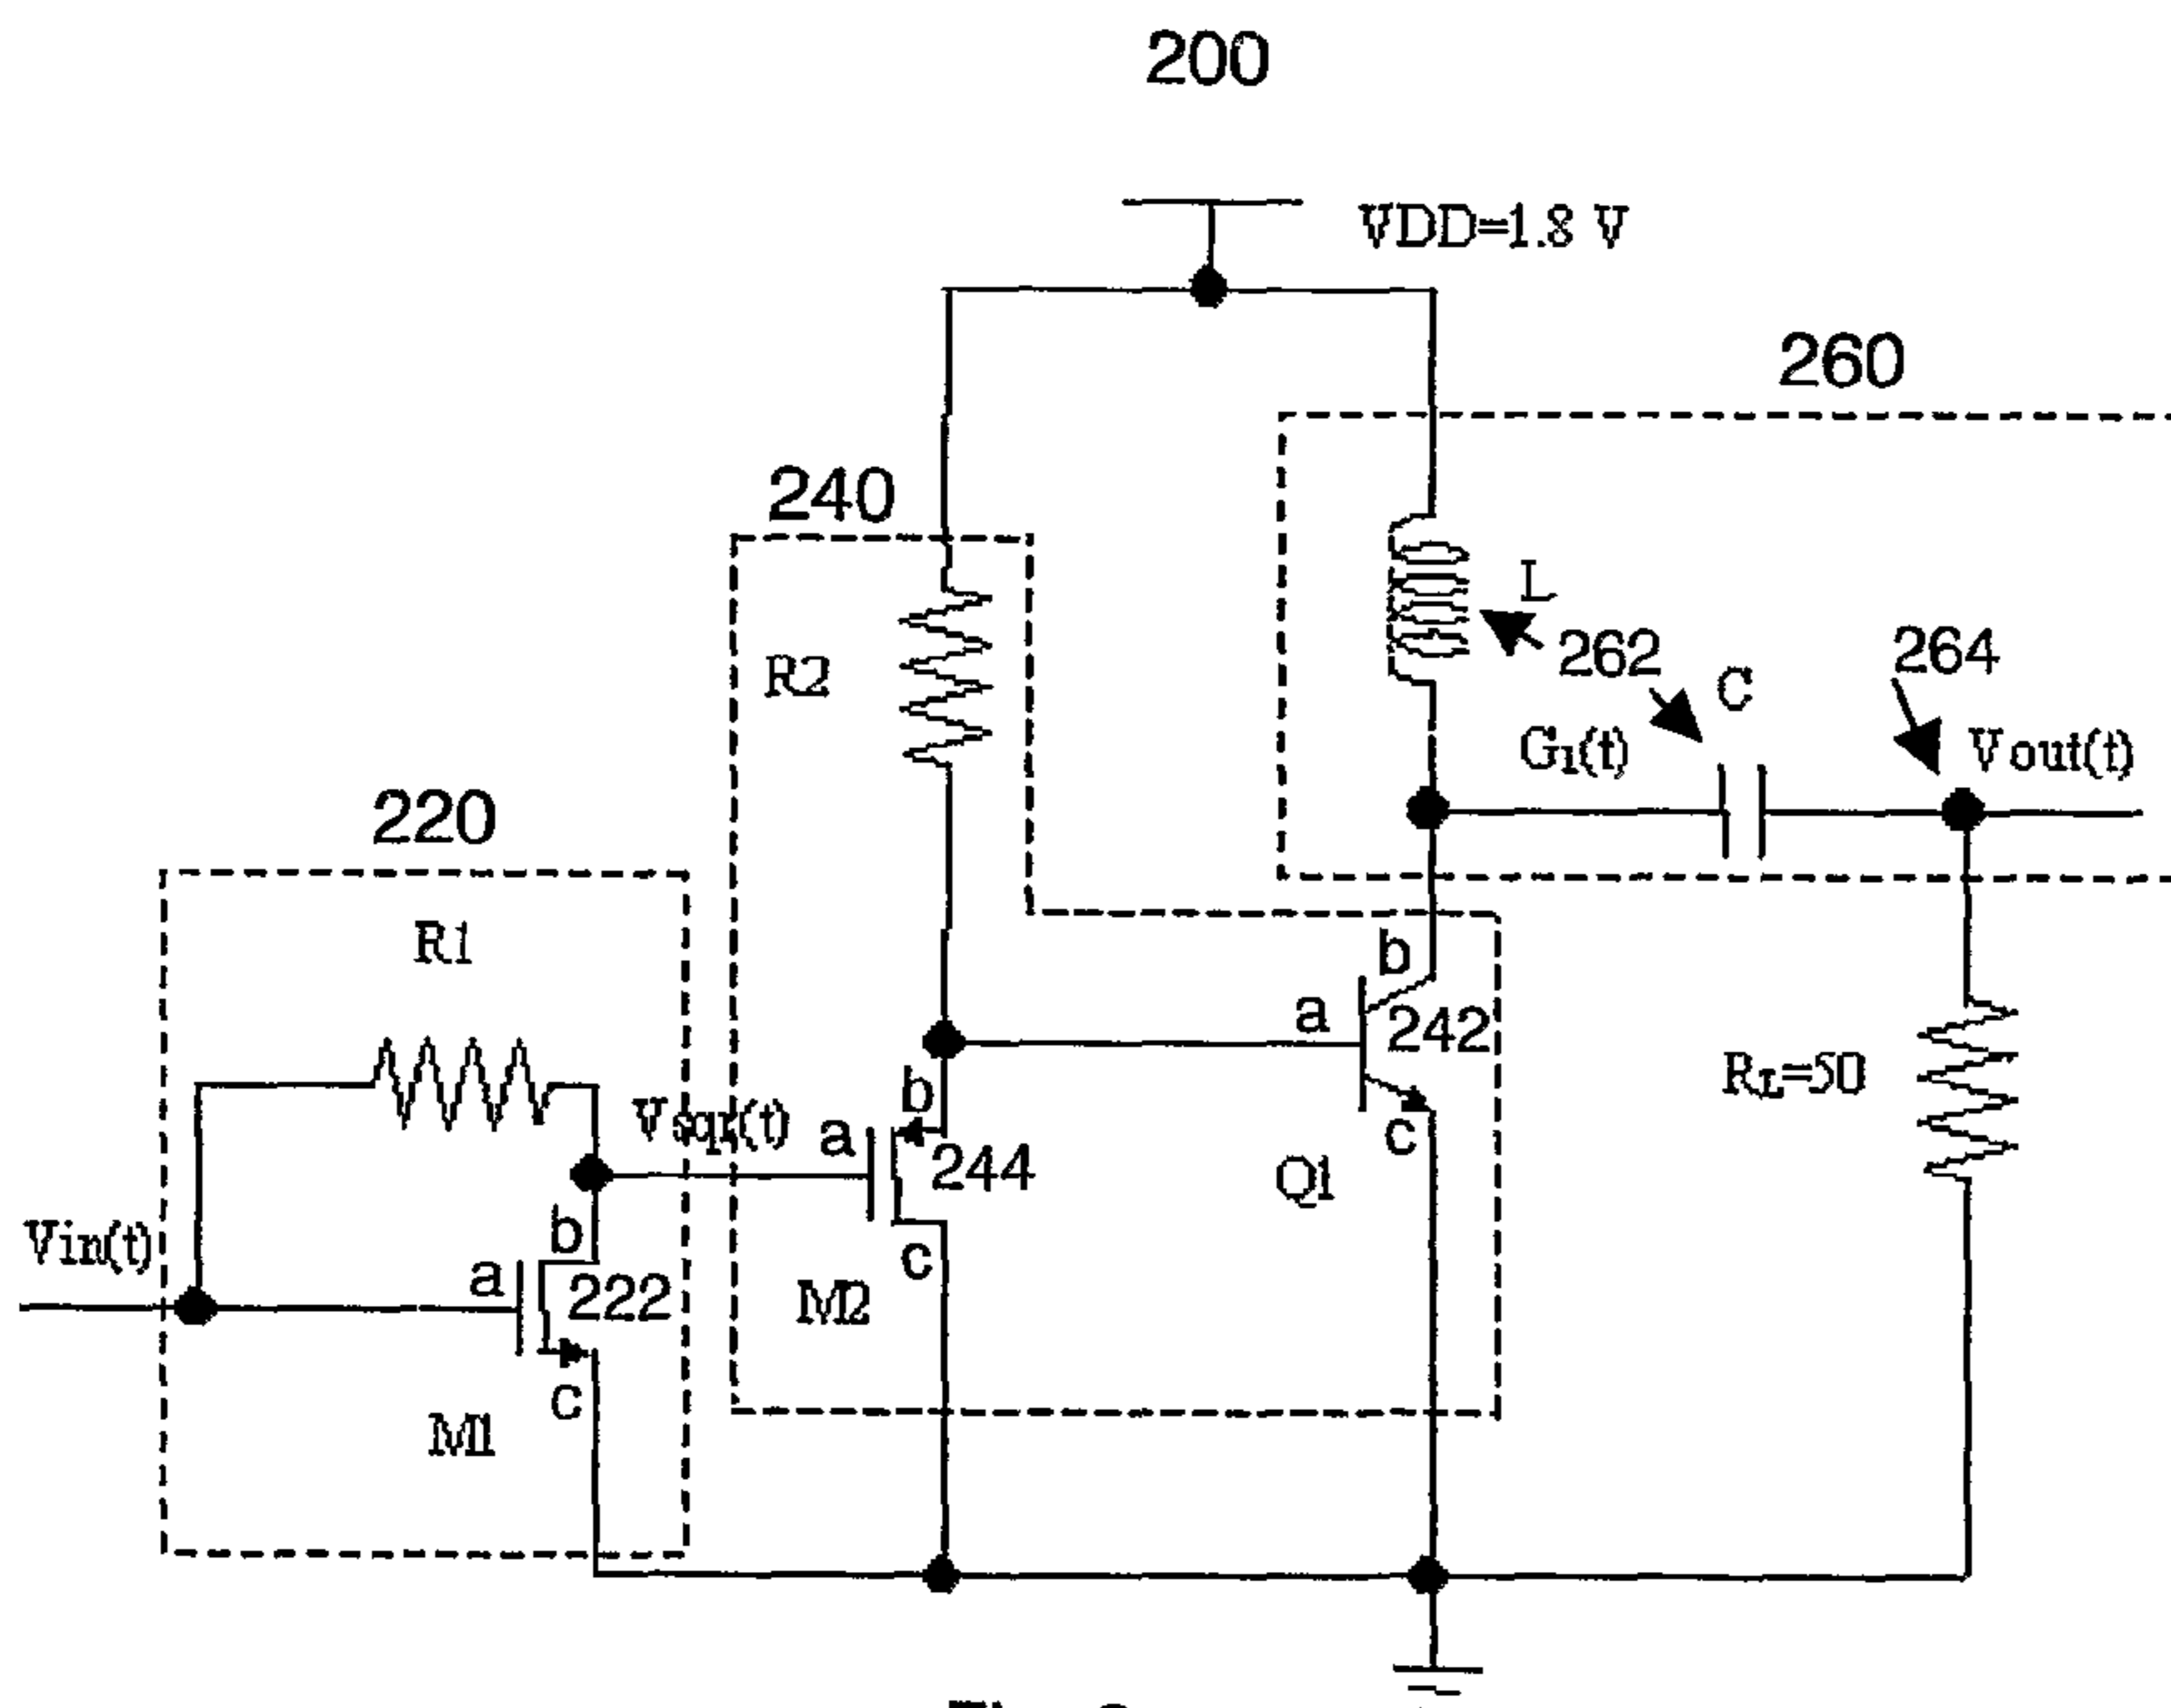 200
VDD=1.8 V
260
240
L
R2
262
264
C
G1(t)
Vout(t)
220
R1
b
a
242
RL=50
b
Vsqr(t)
a
c
244
Q1
b
Vin(t)
c
a
222
M2
c
M1